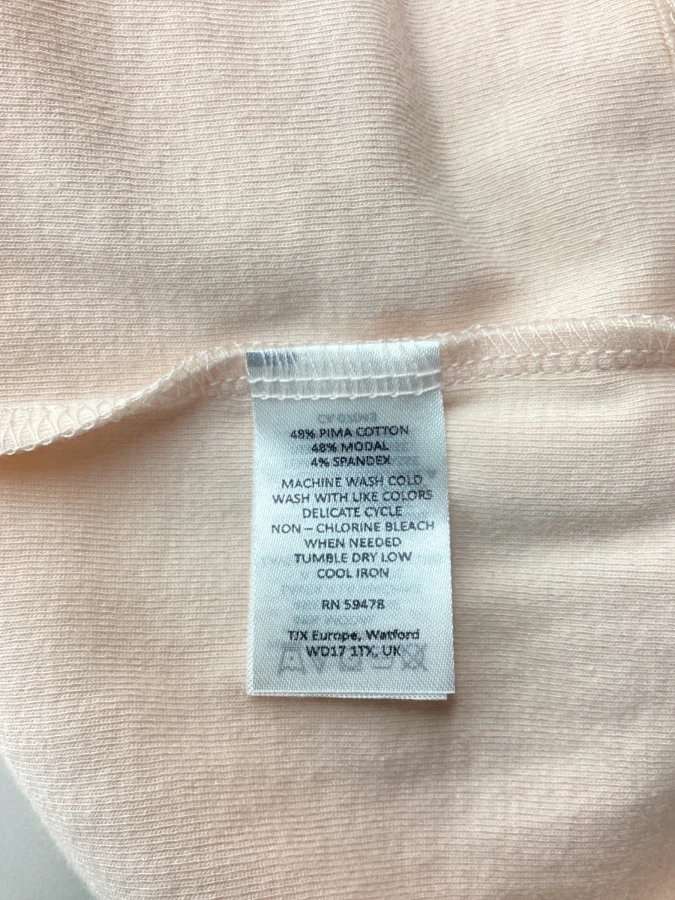 48% PIMA COTTON
48% MODAL
4% SPANDEX
MACHINE WASH COLD
WASH WITH LIKE COLORS
DELICATE CYCLE
NON – CHLORINE BLEACH
WHEN NEEDED
TUMBLE DRY LOW
COOL IRON
RN 59478
TJX Europe, Watford
WD17 1TX, UK